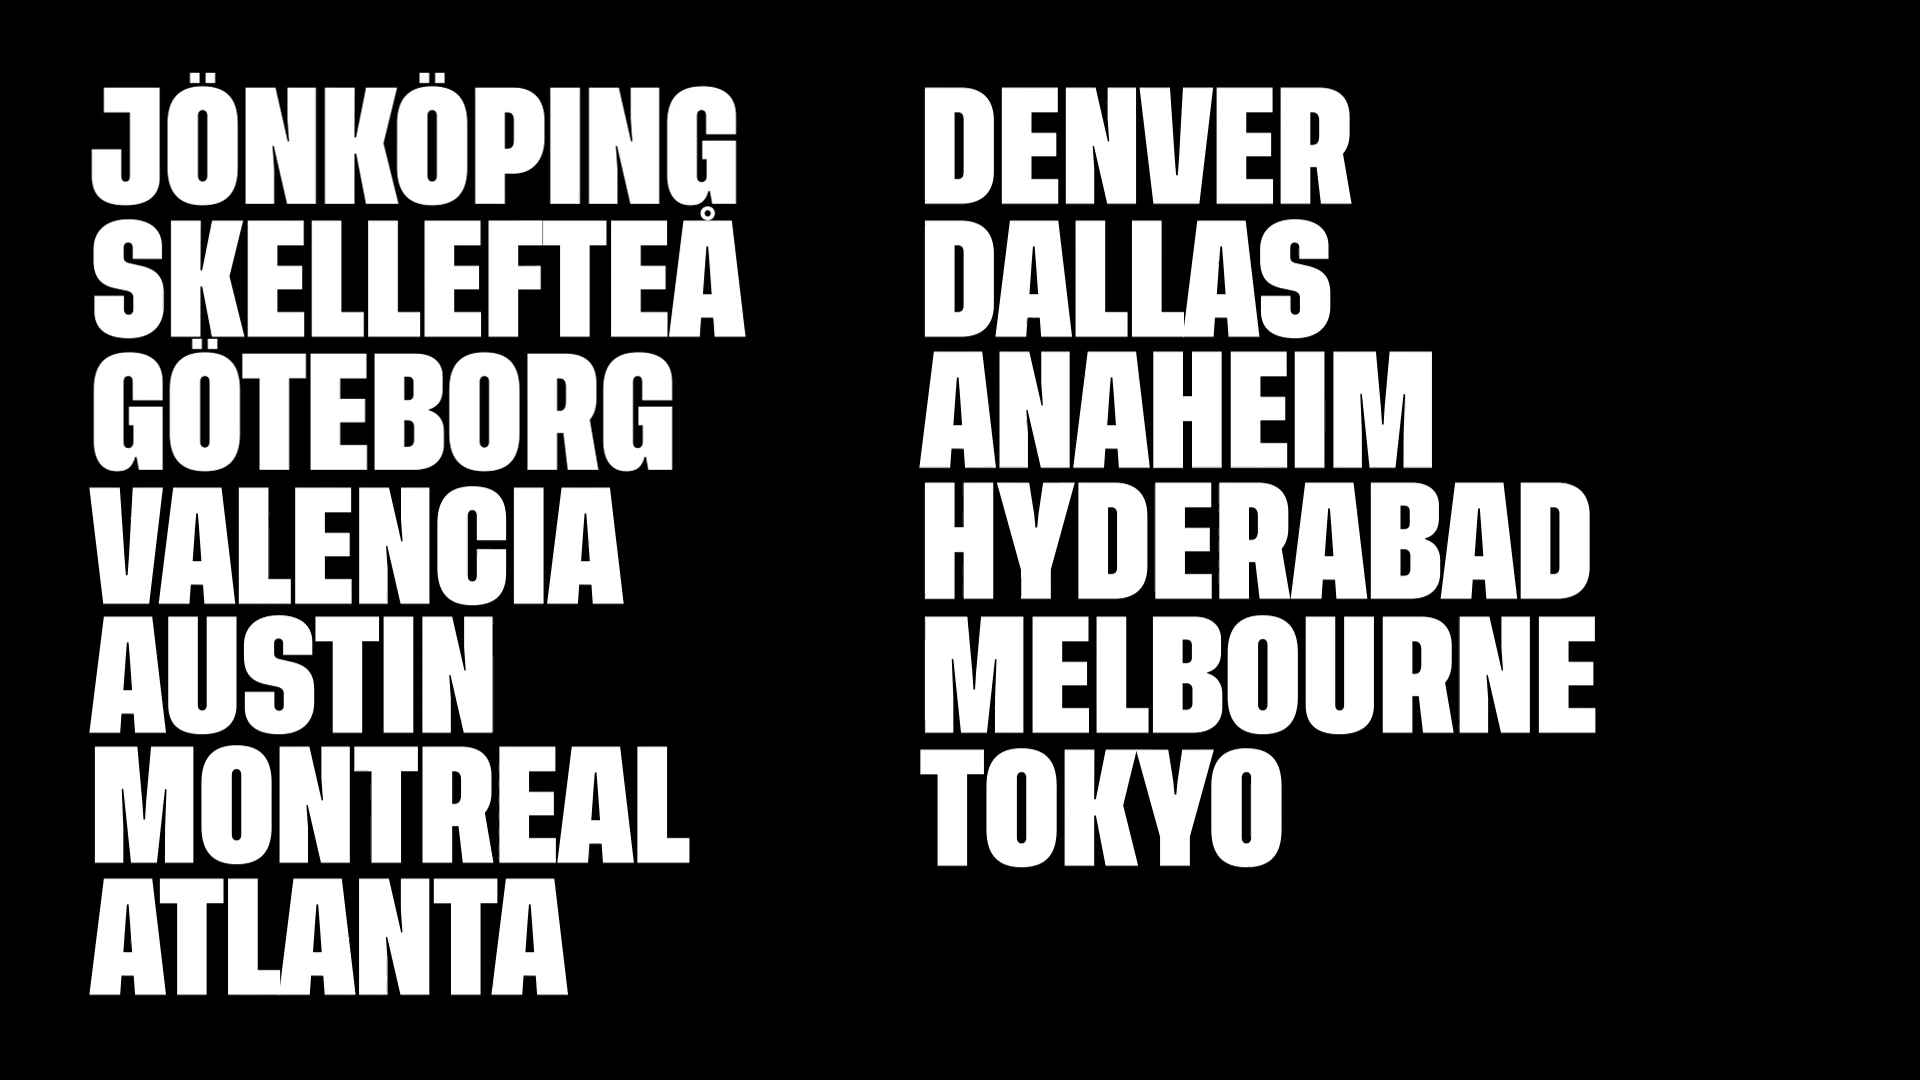 JÖNKÖPING
SKELLEFTEÅ
GÖTEBORG
VALENCIA
AUSTIN
MONTREAL
ATLANTA
DENVER
DALLAS
ANAHEIM
HYDERABAD
MELBOURNE
TOKYO